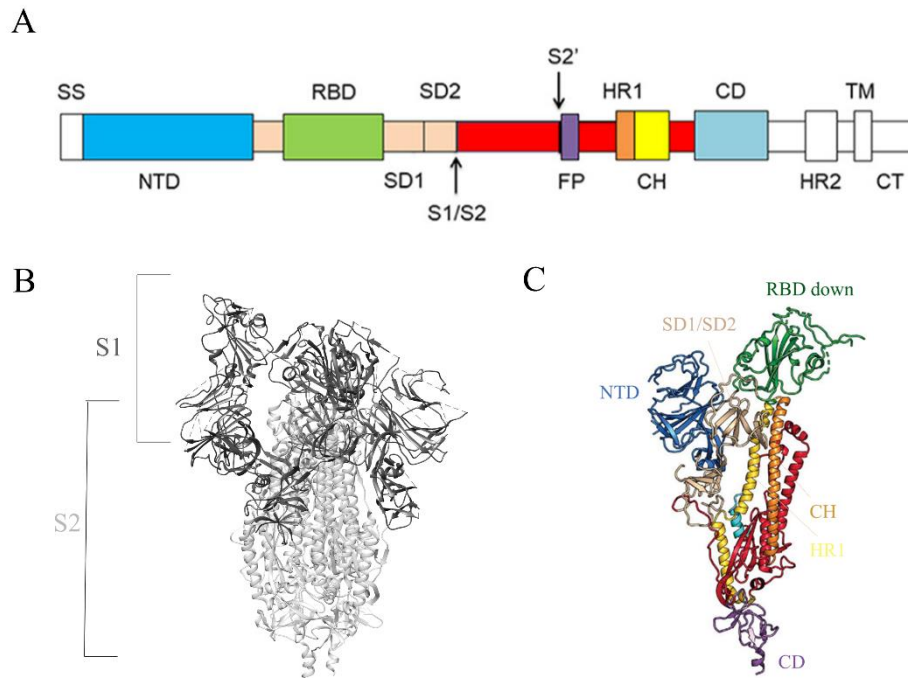 A
S2'
SS
RBD
SD2
HR1
CD
TM
NTD
SD1
FP
CH
HR2
CT
S1/S2
B
C
RBD down
S1
SD1/SD2
NTD
S2
CH
HR1
CD